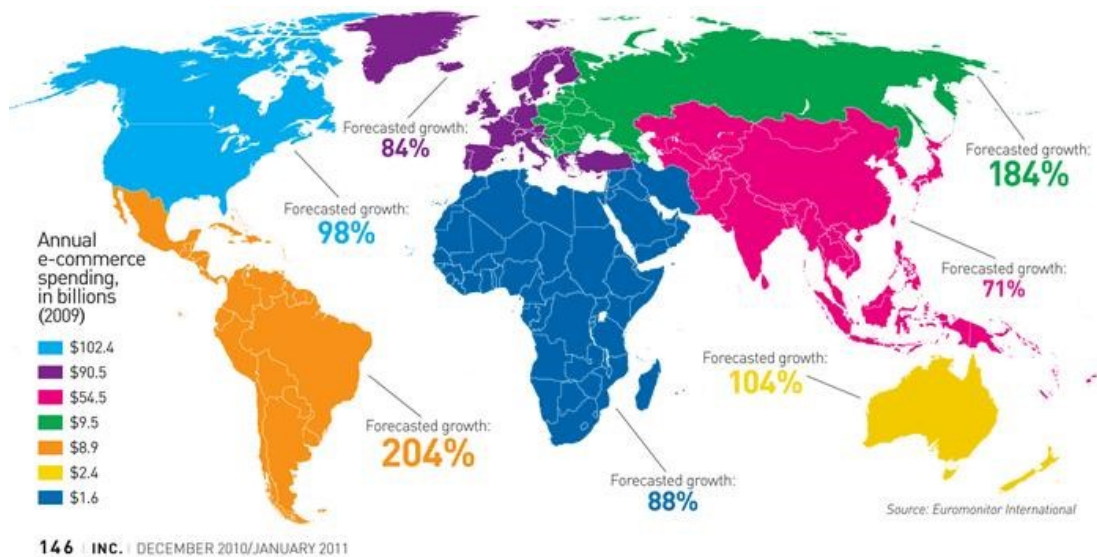 Forecasted growth:
84%
Forecasted growth:
98%
Forecasted growth:
184%
Forecasted growth:
71%
Annual
e-commerce
spending,
in billions
(2009)
$102.4
$90.5
$54.5
$9.5
$8.9
$2.4
$1.6
Forecasted growth:
204%
Forecasted growth:
104%
Forecasted growth:
88%
Source: Euromonitor International
146 | INC. | DECEMBER 2010/JANUARY 2011